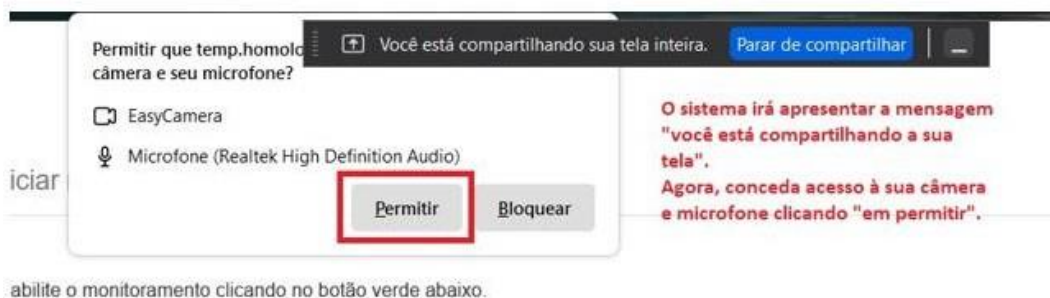 Permitir que temp.homolo
câmera e seu microfone?
Você está compartilhando sua tela inteira.
Parar de compartilhar
EasyCamera
Microfone (Realtek High Definition Audio)
iciar
Permitir
Bloquear
O sistema irá apresentar a mensagem
"você está compartilhando a sua
tela".
Agora, conceda acesso à sua câmera
e microfone clicando "em permitir".
abilite o monitoramento clicando no botão verde abaixo.